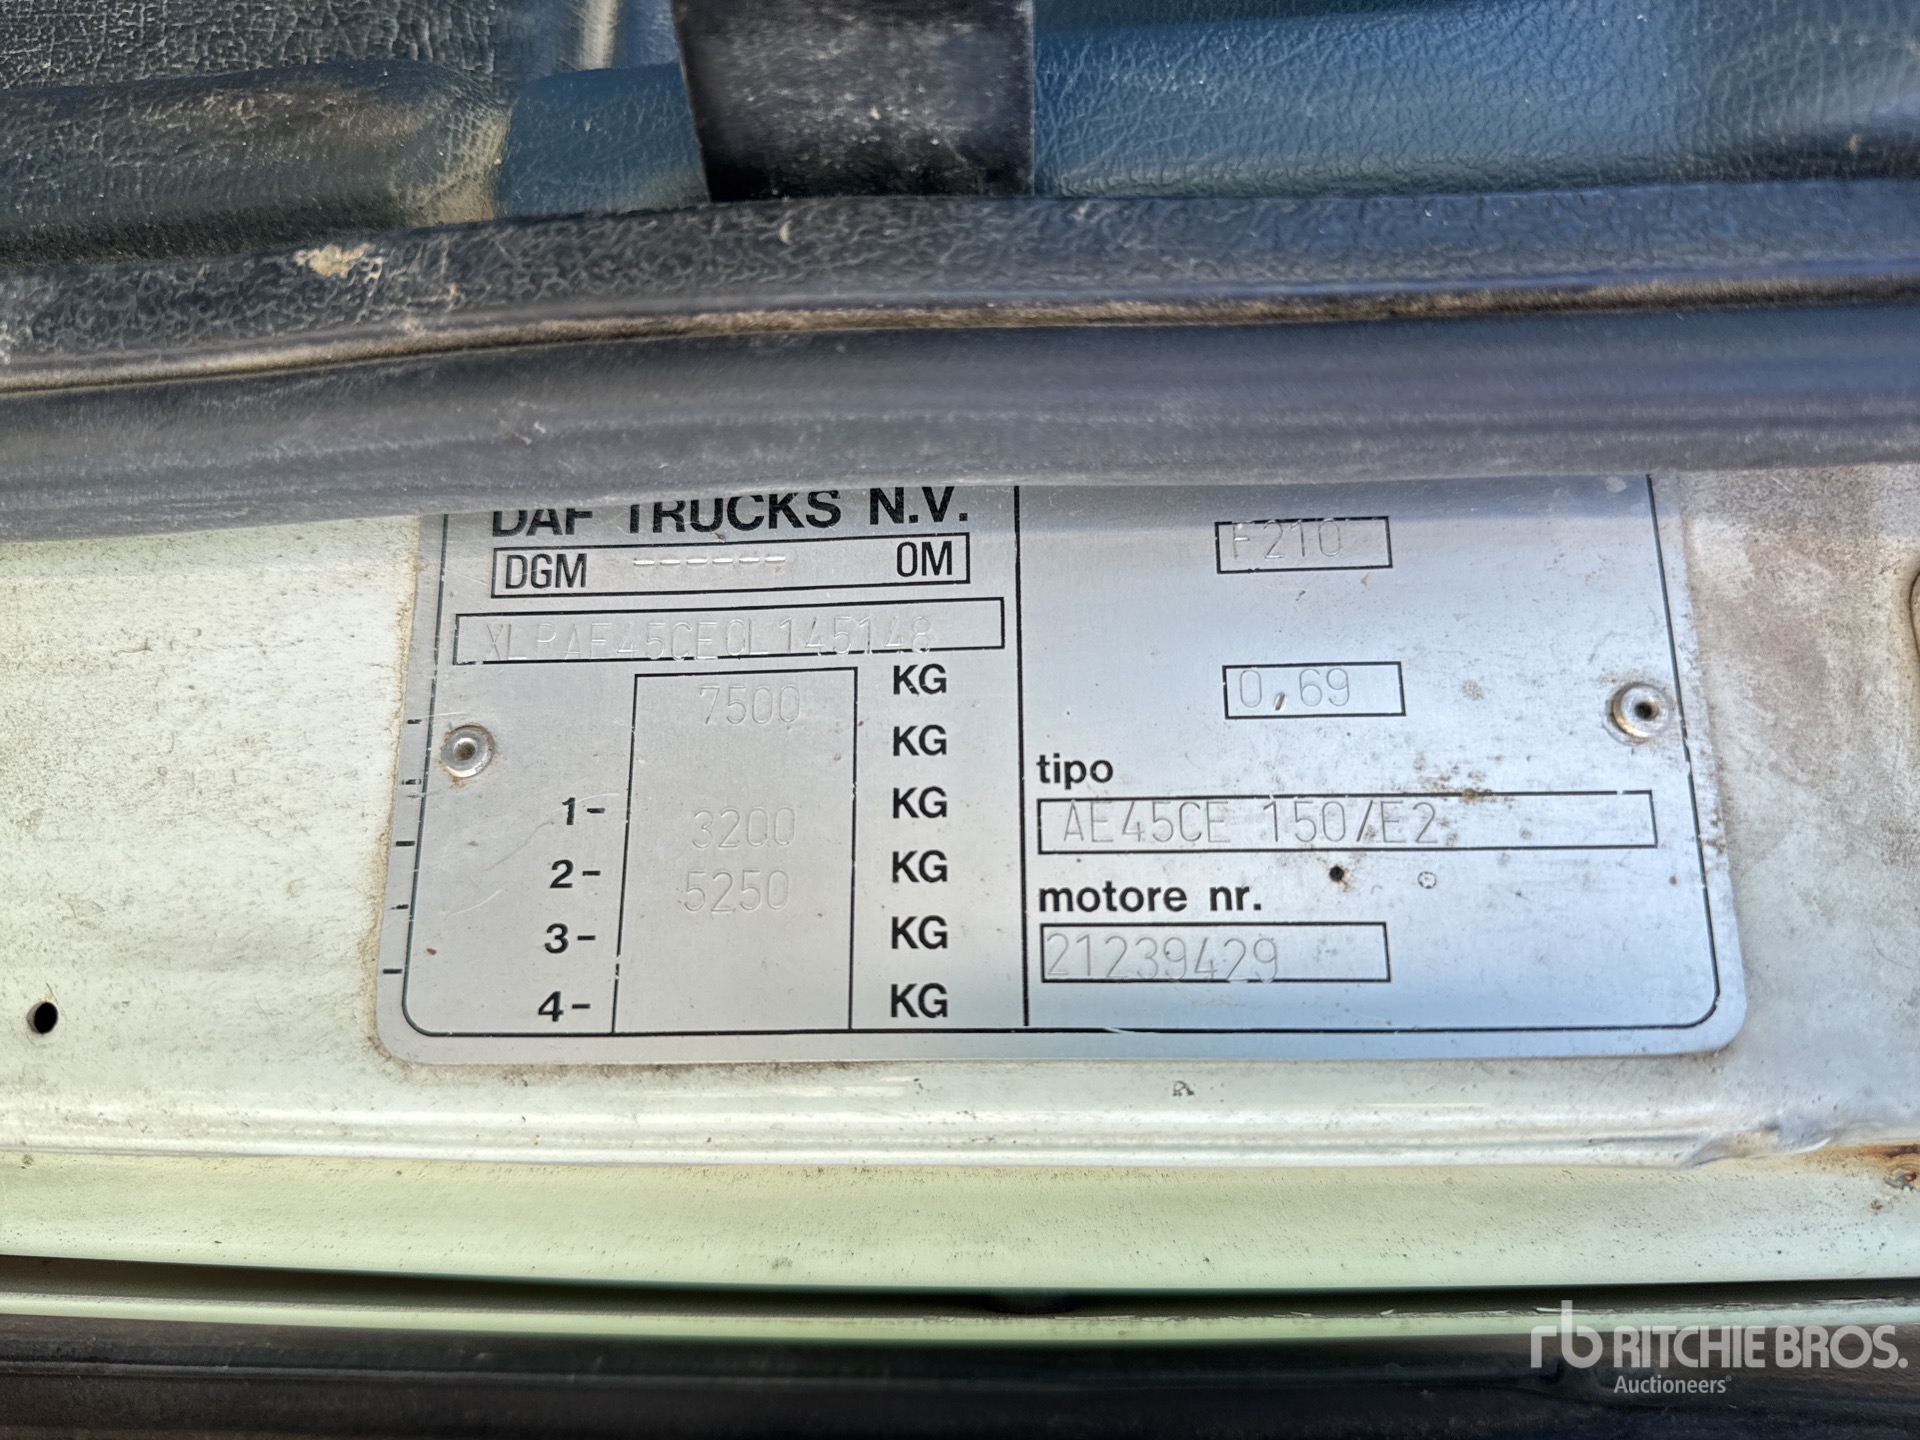 DAF TRUCKS N.V.
DGM ------ OM
XLRAE45CE0L145148
7500 KG
KG
1- 3200 KG
2- 5250 KG
3- KG
4- KG
F210
0,69
tipo
AE45CE 150/E2
motore nr.
21239429
rb RITCHIE BROS.
Auctioneers